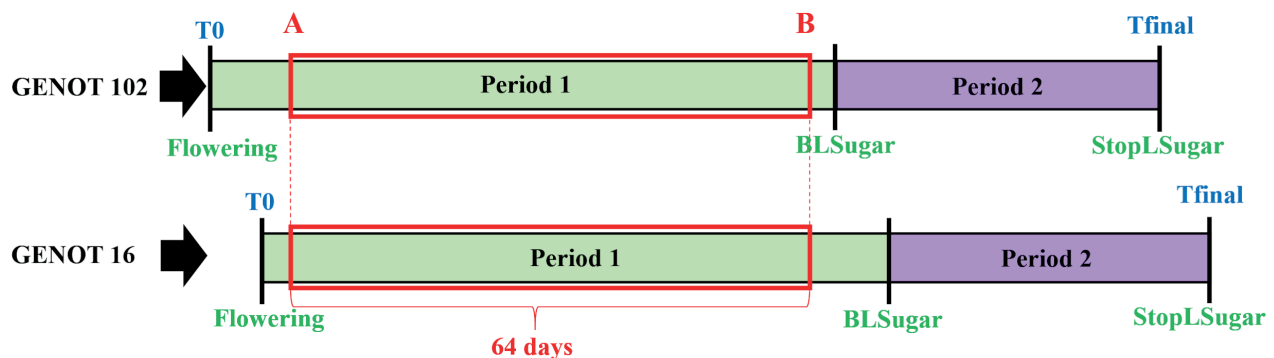 T0
A
B
Tfinal
GENOT 102
Period 1
Period 2
Flowering
BLSugar
StopLSugar
T0
Tfinal
GENOT 16
Period 1
Period 2
Flowering
BLSugar
StopLSugar
64 days